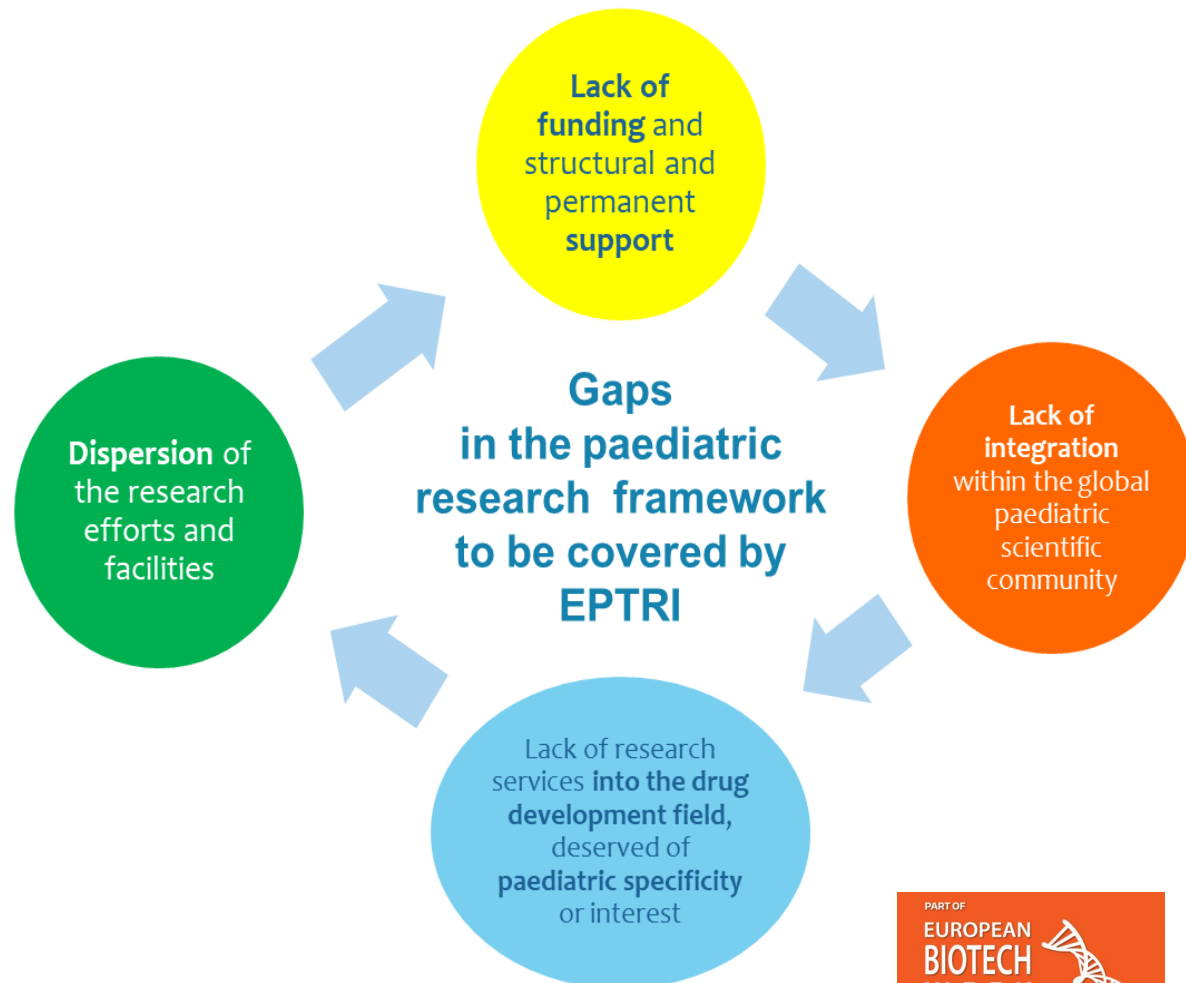 Lack of
funding and
structural and
permanent
support
Gaps
in the paediatric
research framework
to be covered by
EPTRI
Lack of
integration
within the global
paediatric
scientific
community
Dispersion of
the research
efforts and
facilities
Lack of research
services into the drug
development field,
deserved of
paediatric specificity
or interest
PART OF
EUROPEAN
BIOTECH